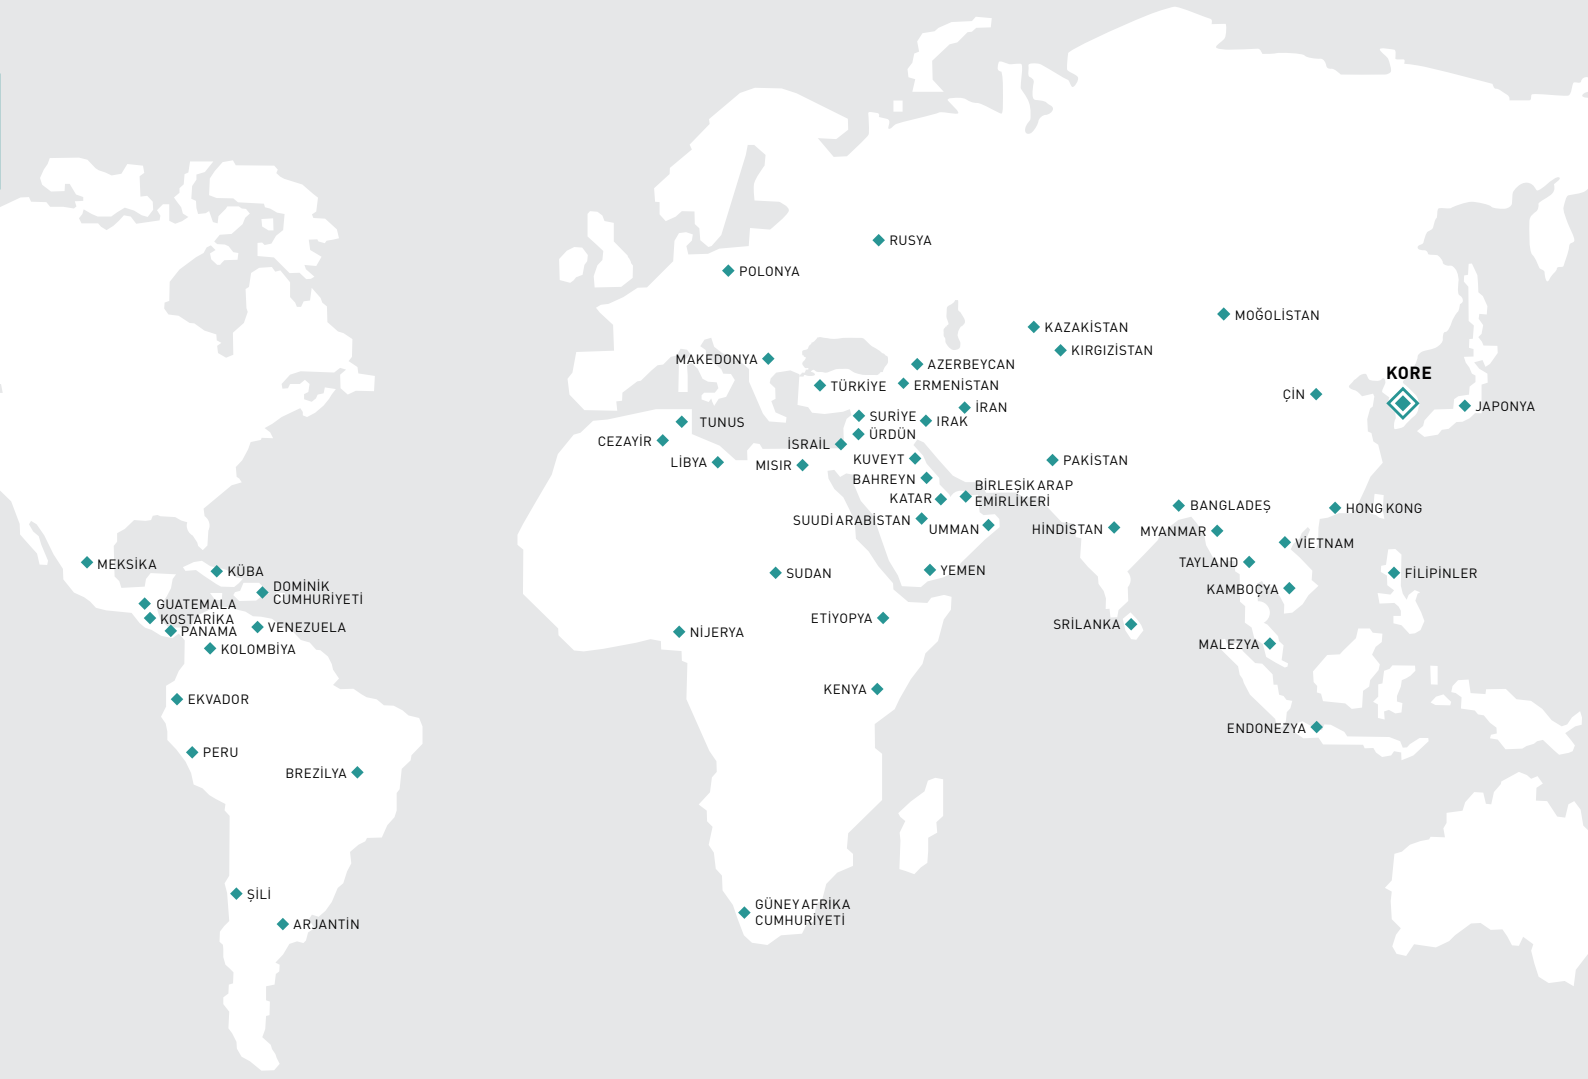 RUSYA
POLONYA
MOĞOLİSTAN
KAZAKİSTAN
KIRGIZİSTAN
MAKEDONYA
AZERBEYCAN
KORE
TÜRKİYE
ERMENİSTAN
ÇİN
İRAN
JAPONYA
SURİYE
IRAK
TUNUS
ÜRDÜN
CEZAYİR
İSRAİL
KUVEYT
PAKİSTAN
LİBYA
MISIR
BAHREYN
BİRLEŞİK ARAP
EMİRLİKERİ
KATAR
BANGLADEŞ
HONG KONG
SUUDİ ARABİSTAN
UMMAN
HİNDİSTAN
MYANMAR
VİETNAM
MEKSİKA
KÜBA
TAYLAND
YEMEN
SUDAN
FİLİPİNLER
DOMİNİK
CUMHURİYETİ
KAMBOÇYA
GUATEMALA
KOSTARİKA
PANAMA
VENEZUELA
ETİYOPYA
SRİLANKA
NİJERYA
KOLOMBİYA
MALEZYA
KENYA
EKVADOR
ENDONEZYA
PERU
BREZİLYA
ŞİLİ
GÜNEY AFRİKA
CUMHURİYETİ
ARJANTİN